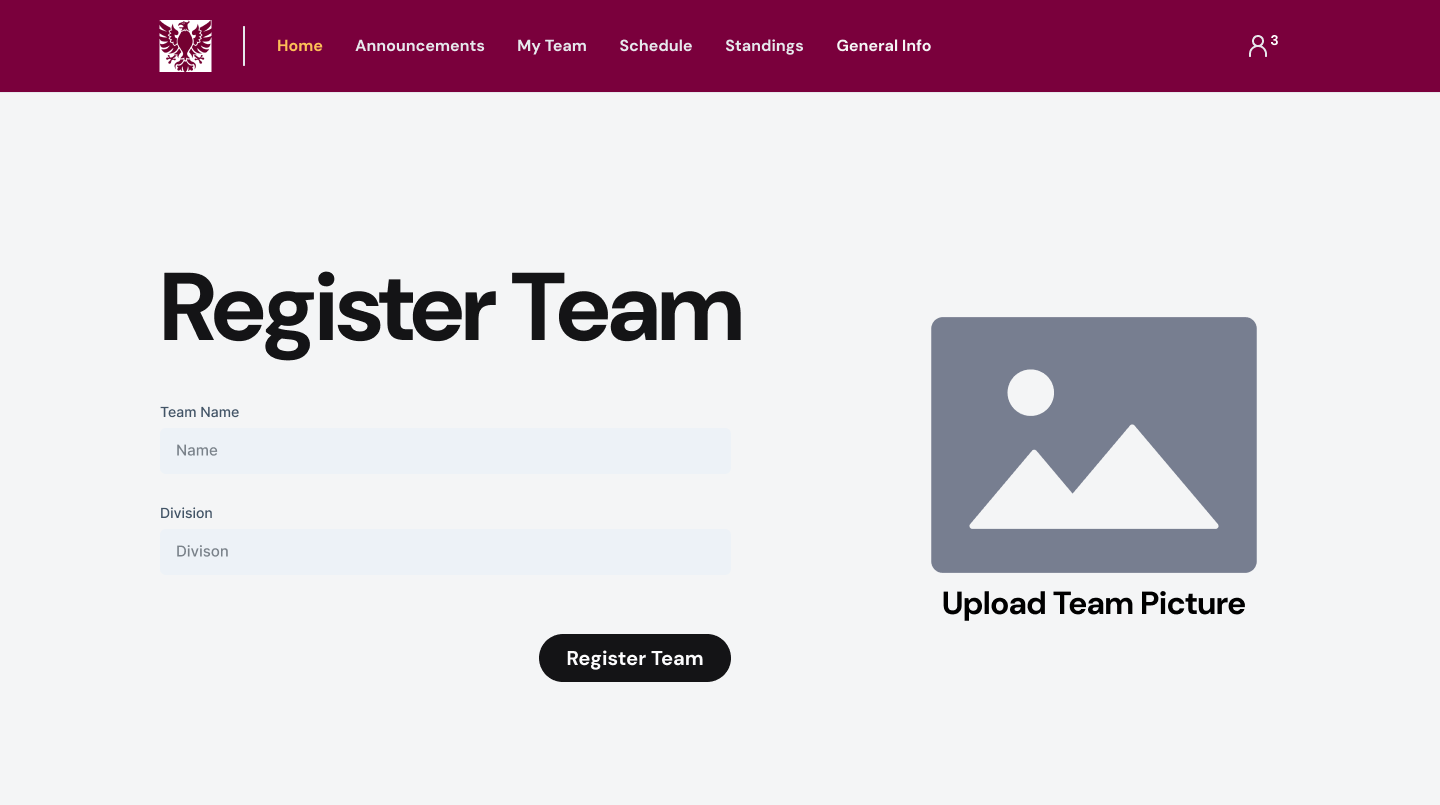 Home Announcements My Team Schedule Standings General Info 3
Register Team
Team Name
Name
Division
Divison
Register Team
Upload Team Picture